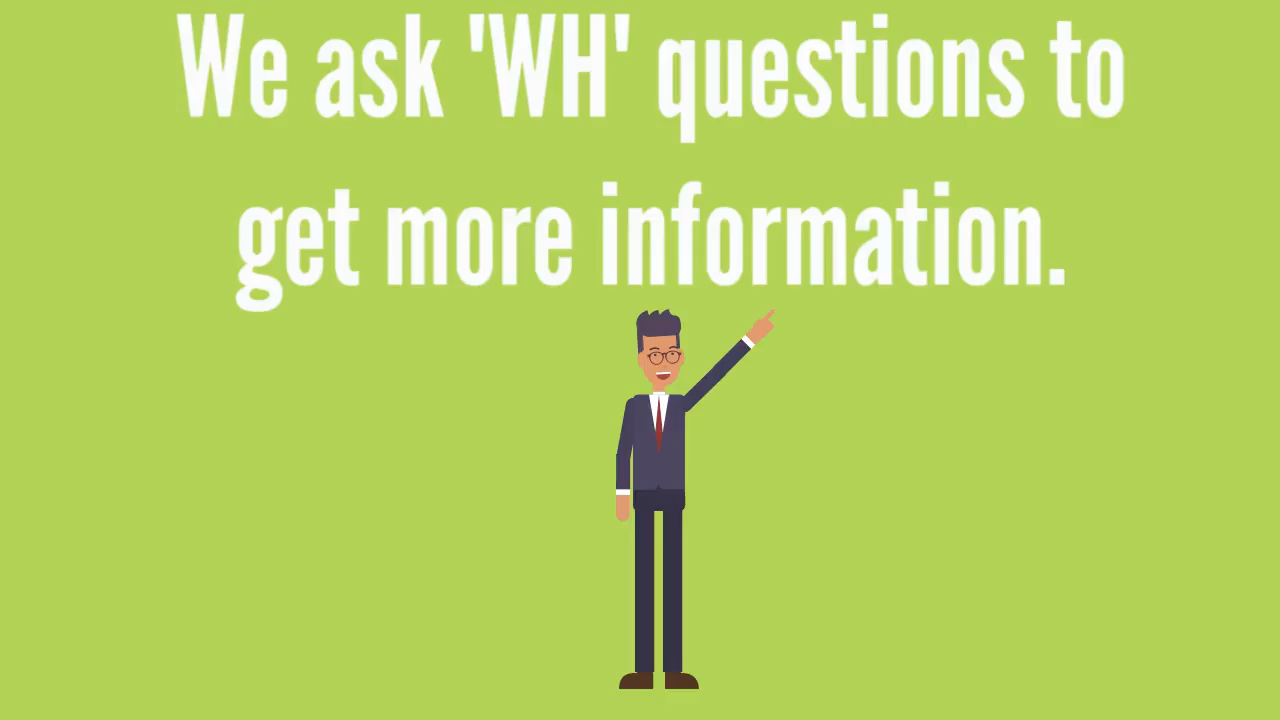 We ask 'WH' questions to
get more information.